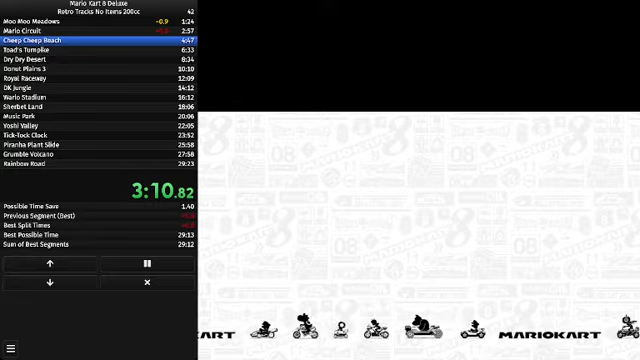 Mario Kart 8 Deluxe
Retro Tracks No Items 200cc
42
Moo Moo Meadows -0.9 1:24
Mario Circuit 2:57
Cheep Cheep Beach 4:47
Toad's Turnpike 6:33
Dry Dry Desert 8:34
Donut Plains 3 10:10
Royal Raceway 12:09
DK Jungle 14:12
Wario Stadium 16:12
Sherbet Land 18:06
Music Park 20:06
Yoshi Valley 22:05
Tick-Tock Clock 23:52
Piranha Plant Slide 25:58
Grumble Volcano 27:58
Rainbow Road 29:23
3:10.82
Possible Time Save 1.40
Previous Segment (Best)
Best Split Times
Best Possible Time 29:13
Sum of Best Segments 29:12
MARIOKART 8
08
KART
MARIOKART